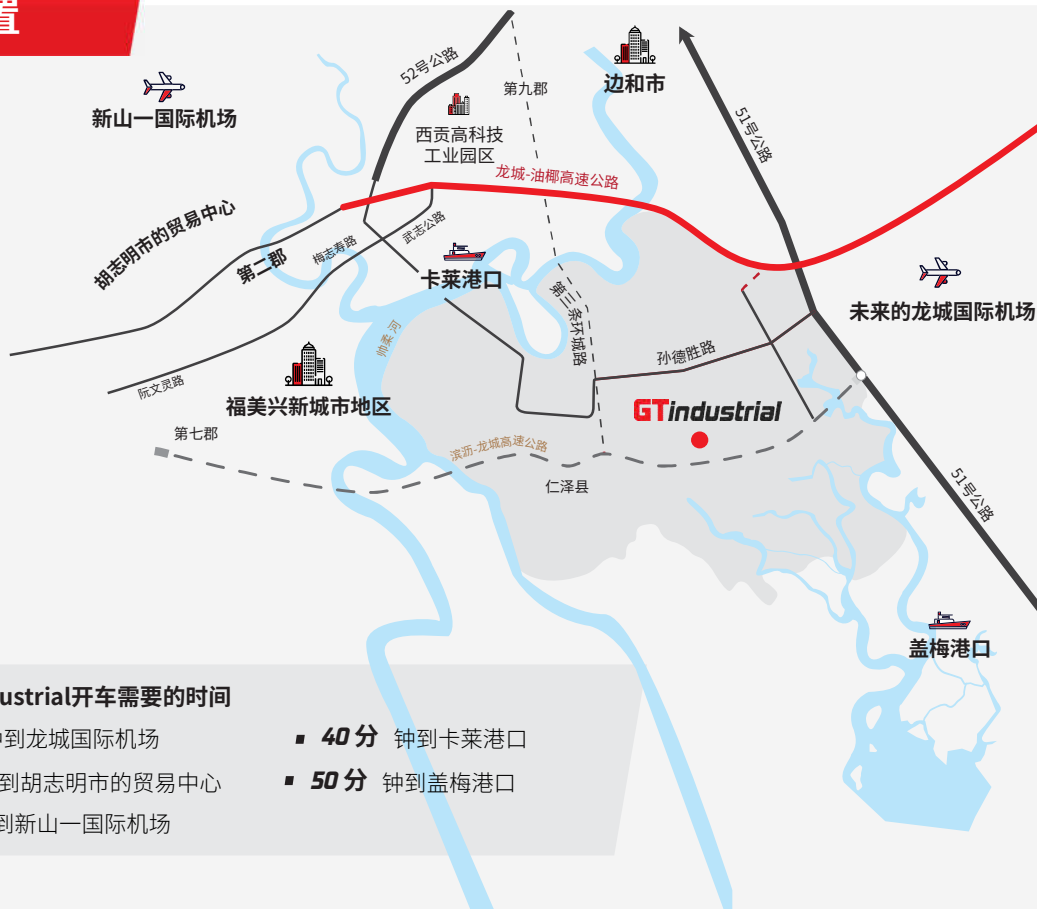 置
52号公路
边和市
新山一国际机场
第九郡
51号公路
西贡高科技
工业园区
龙城-油椰高速公路
胡志明市的贸易中心
第二郡
梅志寿路
武志公路
卡莱港口
未来的龙城国际机场
第三条环城路
帅柔河
孙德胜路
阮文灵路
福美兴新城市地区
GTindustrial
第七郡
滨沥-龙城高速公路
仁泽县
51号公路
盖梅港口
ustrial开车需要的时间
到龙城国际机场
到胡志明市的贸易中心
到新山一国际机场
40 分 钟到卡莱港口
50 分 钟到盖梅港口